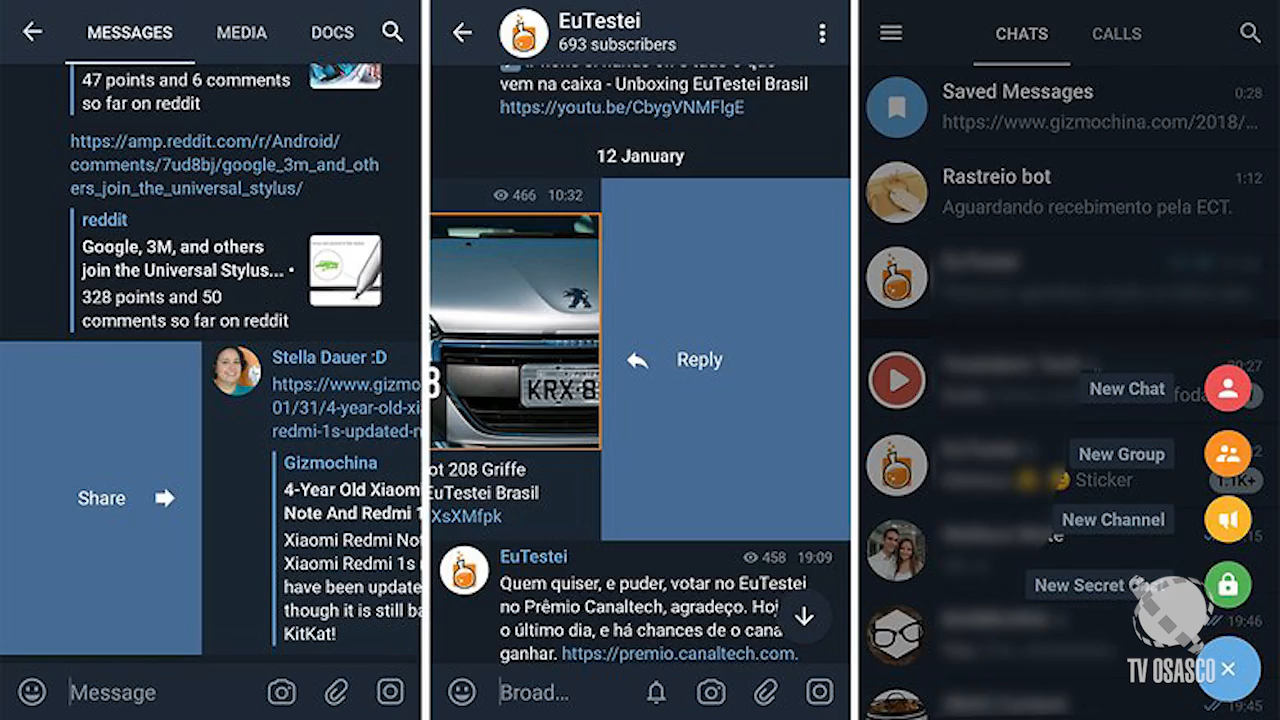 MESSAGES MEDIA DOCS
47 points and 6 comments
so far on reddit
https://amp.reddit.com/r/Android/
comments/7ud8bj/google_3m_and_oth
ers_join_the_universal_stylus/
reddit
Google, 3M, and others
join the Universal Stylus... •
328 points and 50
comments so far on reddit
Share
Stella Dauer :D
https://www.gizmo
01/31/4-year-old-xi
redmi-1s-updated-
Gizmochina
4-Year Old Xiaom
Note And Redmi 1
Xiaomi Redmi No
Xiaomi Redmi 1s
have been update
though it is still ba
KitKat!
Message
EuTestei
693 subscribers
vem na caixa - Unboxing EuTestei Brasil
https://youtu.be/CbygVNMFlgE
12 January
466 10:32
KRX-8
8
Reply
ot 208 Griffe
EuTestei Brasil
XsXMfpk
EuTestei
458 19:09
Quem quiser, e puder, votar no EuTestei
no Prêmio Canaltech, agradeço. Hoj
o último dia, e há chances de o cana
ganhar. https://premio.canaltech.com.
Broad...
CHATS CALLS
Saved Messages 0:28
https://www.gizmochina.com/2018/...
Rastreio bot 1:12
Aguardando recebimento pela ECT.
New Chat
New Group
Sticker 1.1K+
New Channel
New Secret Chat
19:46
TV OSASCO
19:45